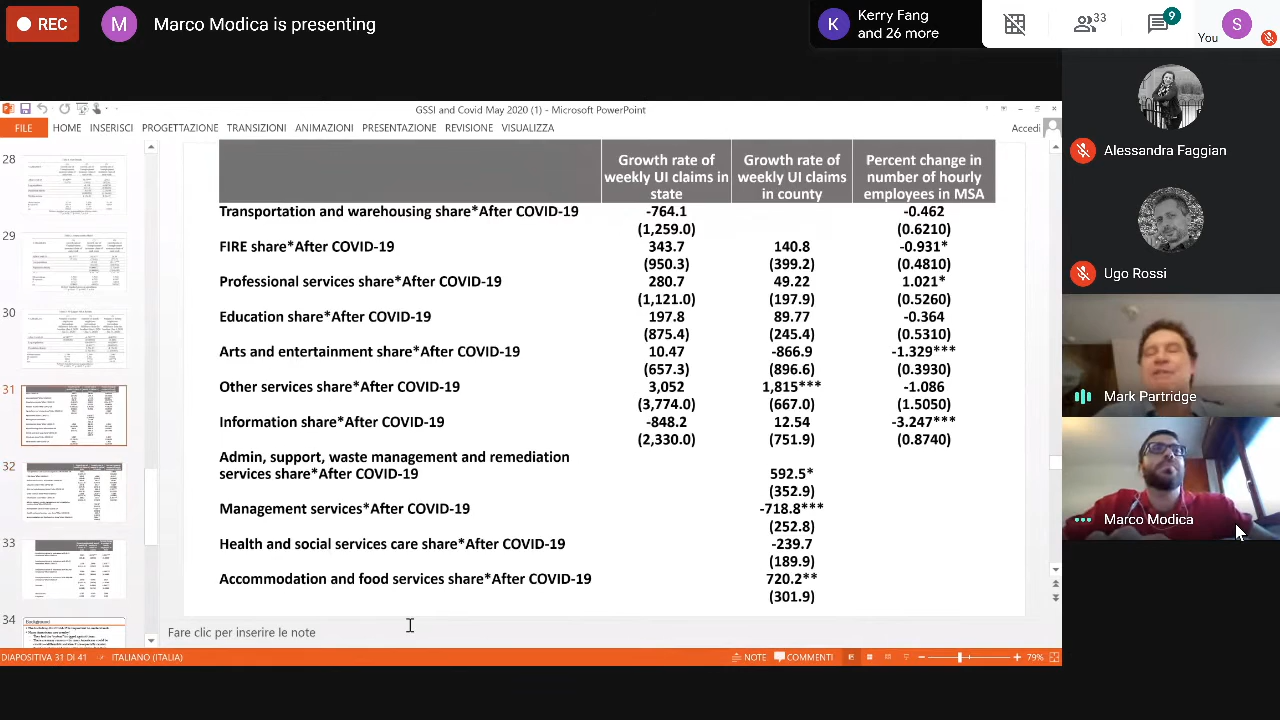 REC
M
Marco Modica is presenting
K
Kerry Fang
and 26 more
33
9
You
S
GSSI and Covid May 2020 (1) - Microsoft PowerPoint
FILE HOME INSERISCI PROGETTAZIONE TRANSIZIONI ANIMAZIONI PRESENTAZIONE REVISIONE VISUALIZZA Accedi
Growth rate of weekly UI claims in state
Growth rate of weekly UI claims in county
Percent change in number of hourly employees in MSA
Transportation and warehousing share*After COVID-19 -764.1 -0.462
(1,259.0) (0.6210)
FIRE share*After COVID-19 343.7 140.8 -0.931*
(950.3) (389.2) (0.4810)
Professional services share*After COVID-19 280.7 -4.222 1.021*
(1,121.0) (197.9) (0.5260)
Education share*After COVID-19 197.8 89.77 -0.364
(875.4) (245.4) (0.5310)
Arts and entertainment share*After COVID-19 10.47 -886.9 -1.329***
(657.3) (896.6) (0.3930)
Other services share*After COVID-19 3,052 1,815*** -1.086
(3,774.0) (667.0) (1.5050)
Information share*After COVID-19 -848.2 12.54 -3.247***
(2,330.0) (751.9) (0.8740)
Admin, support, waste management and remediation
services share*After COVID-19 592.5*
(352.9)
Management services*After COVID-19 -718.8***
(252.8)
Health and social services care share*After COVID-19 -239.7
(189.9)
Accommodation and food services share*After COVID-19 720.2**
(301.9)
28
29
30
31
32
33
34
Background
Fare clic per inserire le note
DIAPOSITIVA 31 DI 41 ITALIANO (ITALIA) NOTE COMMENTI 79%
Alessandra Faggian
Ugo Rossi
Mark Partridge
Marco Modica